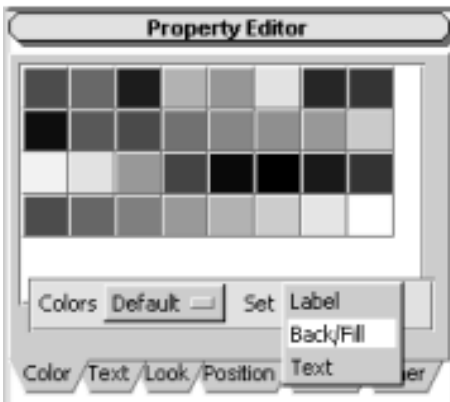 Property Editor
Colors Default Set Label
Back/Fill
Text
Color Text Look Position